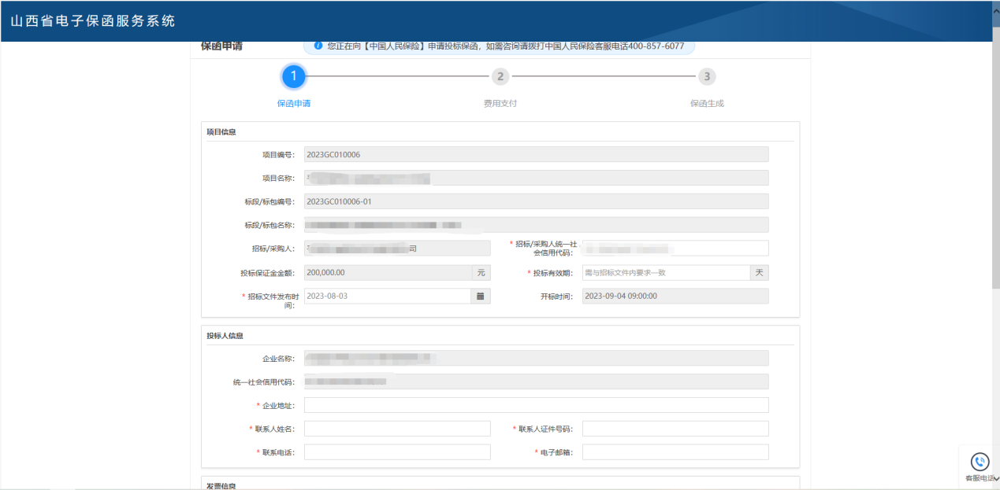 山西省电子保函服务系统
保函申请
您正在向【中国人民保险】申请投标保函，如需咨询请拨打中国人民保险客服电话400-857-6077
1 2 3
保函申请 费用支付 保函生成
项目信息
项目编号： 2023GC010006
项目名称：
标段/标包编号： 2023GC010006-01
标段/标包名称：
招标/采购人： 司 * 招标/采购人统一社
会信用代码：
投标保证金金额： 200,000.00 元 * 投标有效期： 需与招标文件内要求一致 天
* 招标文件发布时 2023-08-03 开标时间： 2023-09-04 09:00:00
间：
投标人信息
企业名称：
统一社会信用代码：
* 企业地址：
* 联系人姓名： * 联系人证件号码：
* 联系电话： * 电子邮箱：
客服电话
发票信息